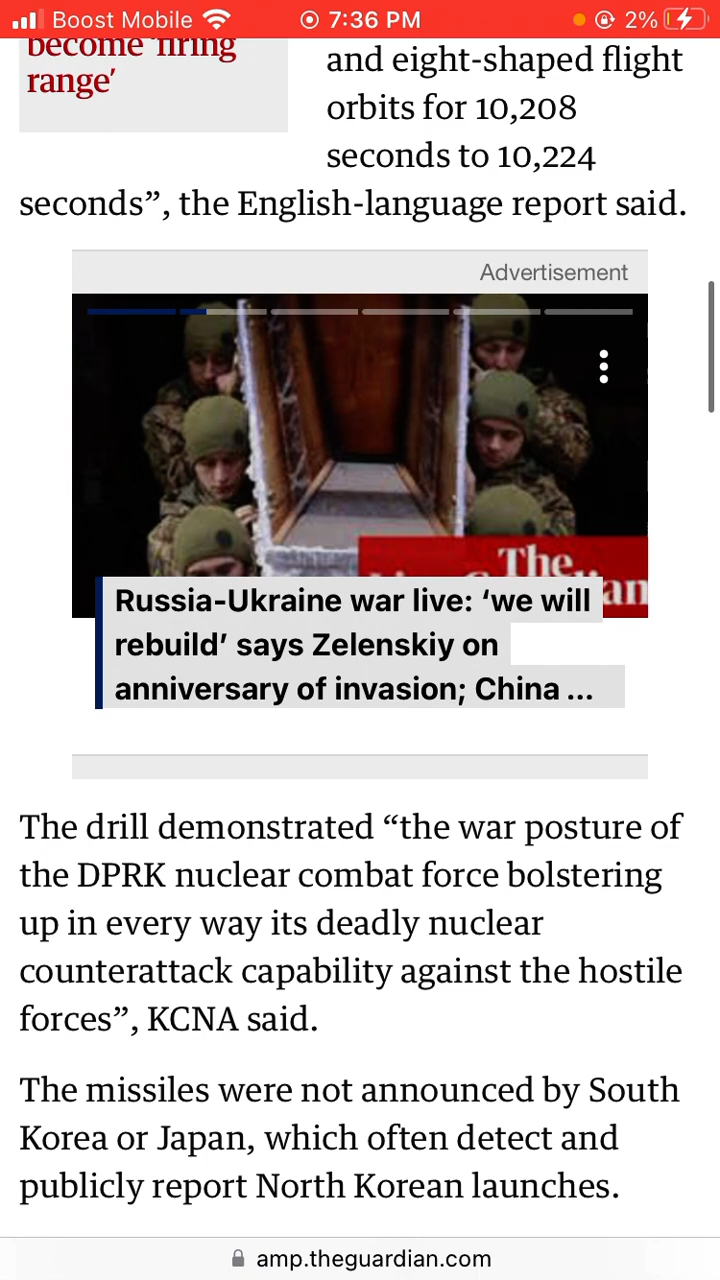 Boost Mobile 7:36 PM 2%
become ‘firing
range’
and eight-shaped flight
orbits for 10,208
seconds to 10,224
seconds”, the English-language report said.
Advertisement
The
Russia-Ukraine war live: ‘we will
rebuild’ says Zelenskiy on
anniversary of invasion; China ...
The drill demonstrated “the war posture of
the DPRK nuclear combat force bolstering
up in every way its deadly nuclear
counterattack capability against the hostile
forces”, KCNA said.
The missiles were not announced by South
Korea or Japan, which often detect and
publicly report North Korean launches.
amp.theguardian.com